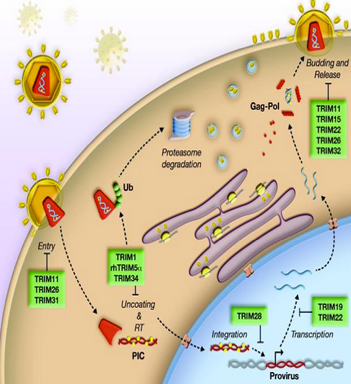 Budding and
Release
TRIM11
TRIM15
TRIM22
TRIM26
TRIM32
Gag-Pol
Proteasome
degradation
Ub
Entry
TRIM11
TRIM26
TRIM31
TRIM1
rhTRIM5α
TRIM34
Uncoating
&
RT
PIC
TRIM28
Integration
TRIM19
TRIM22
Transcription
Provirus